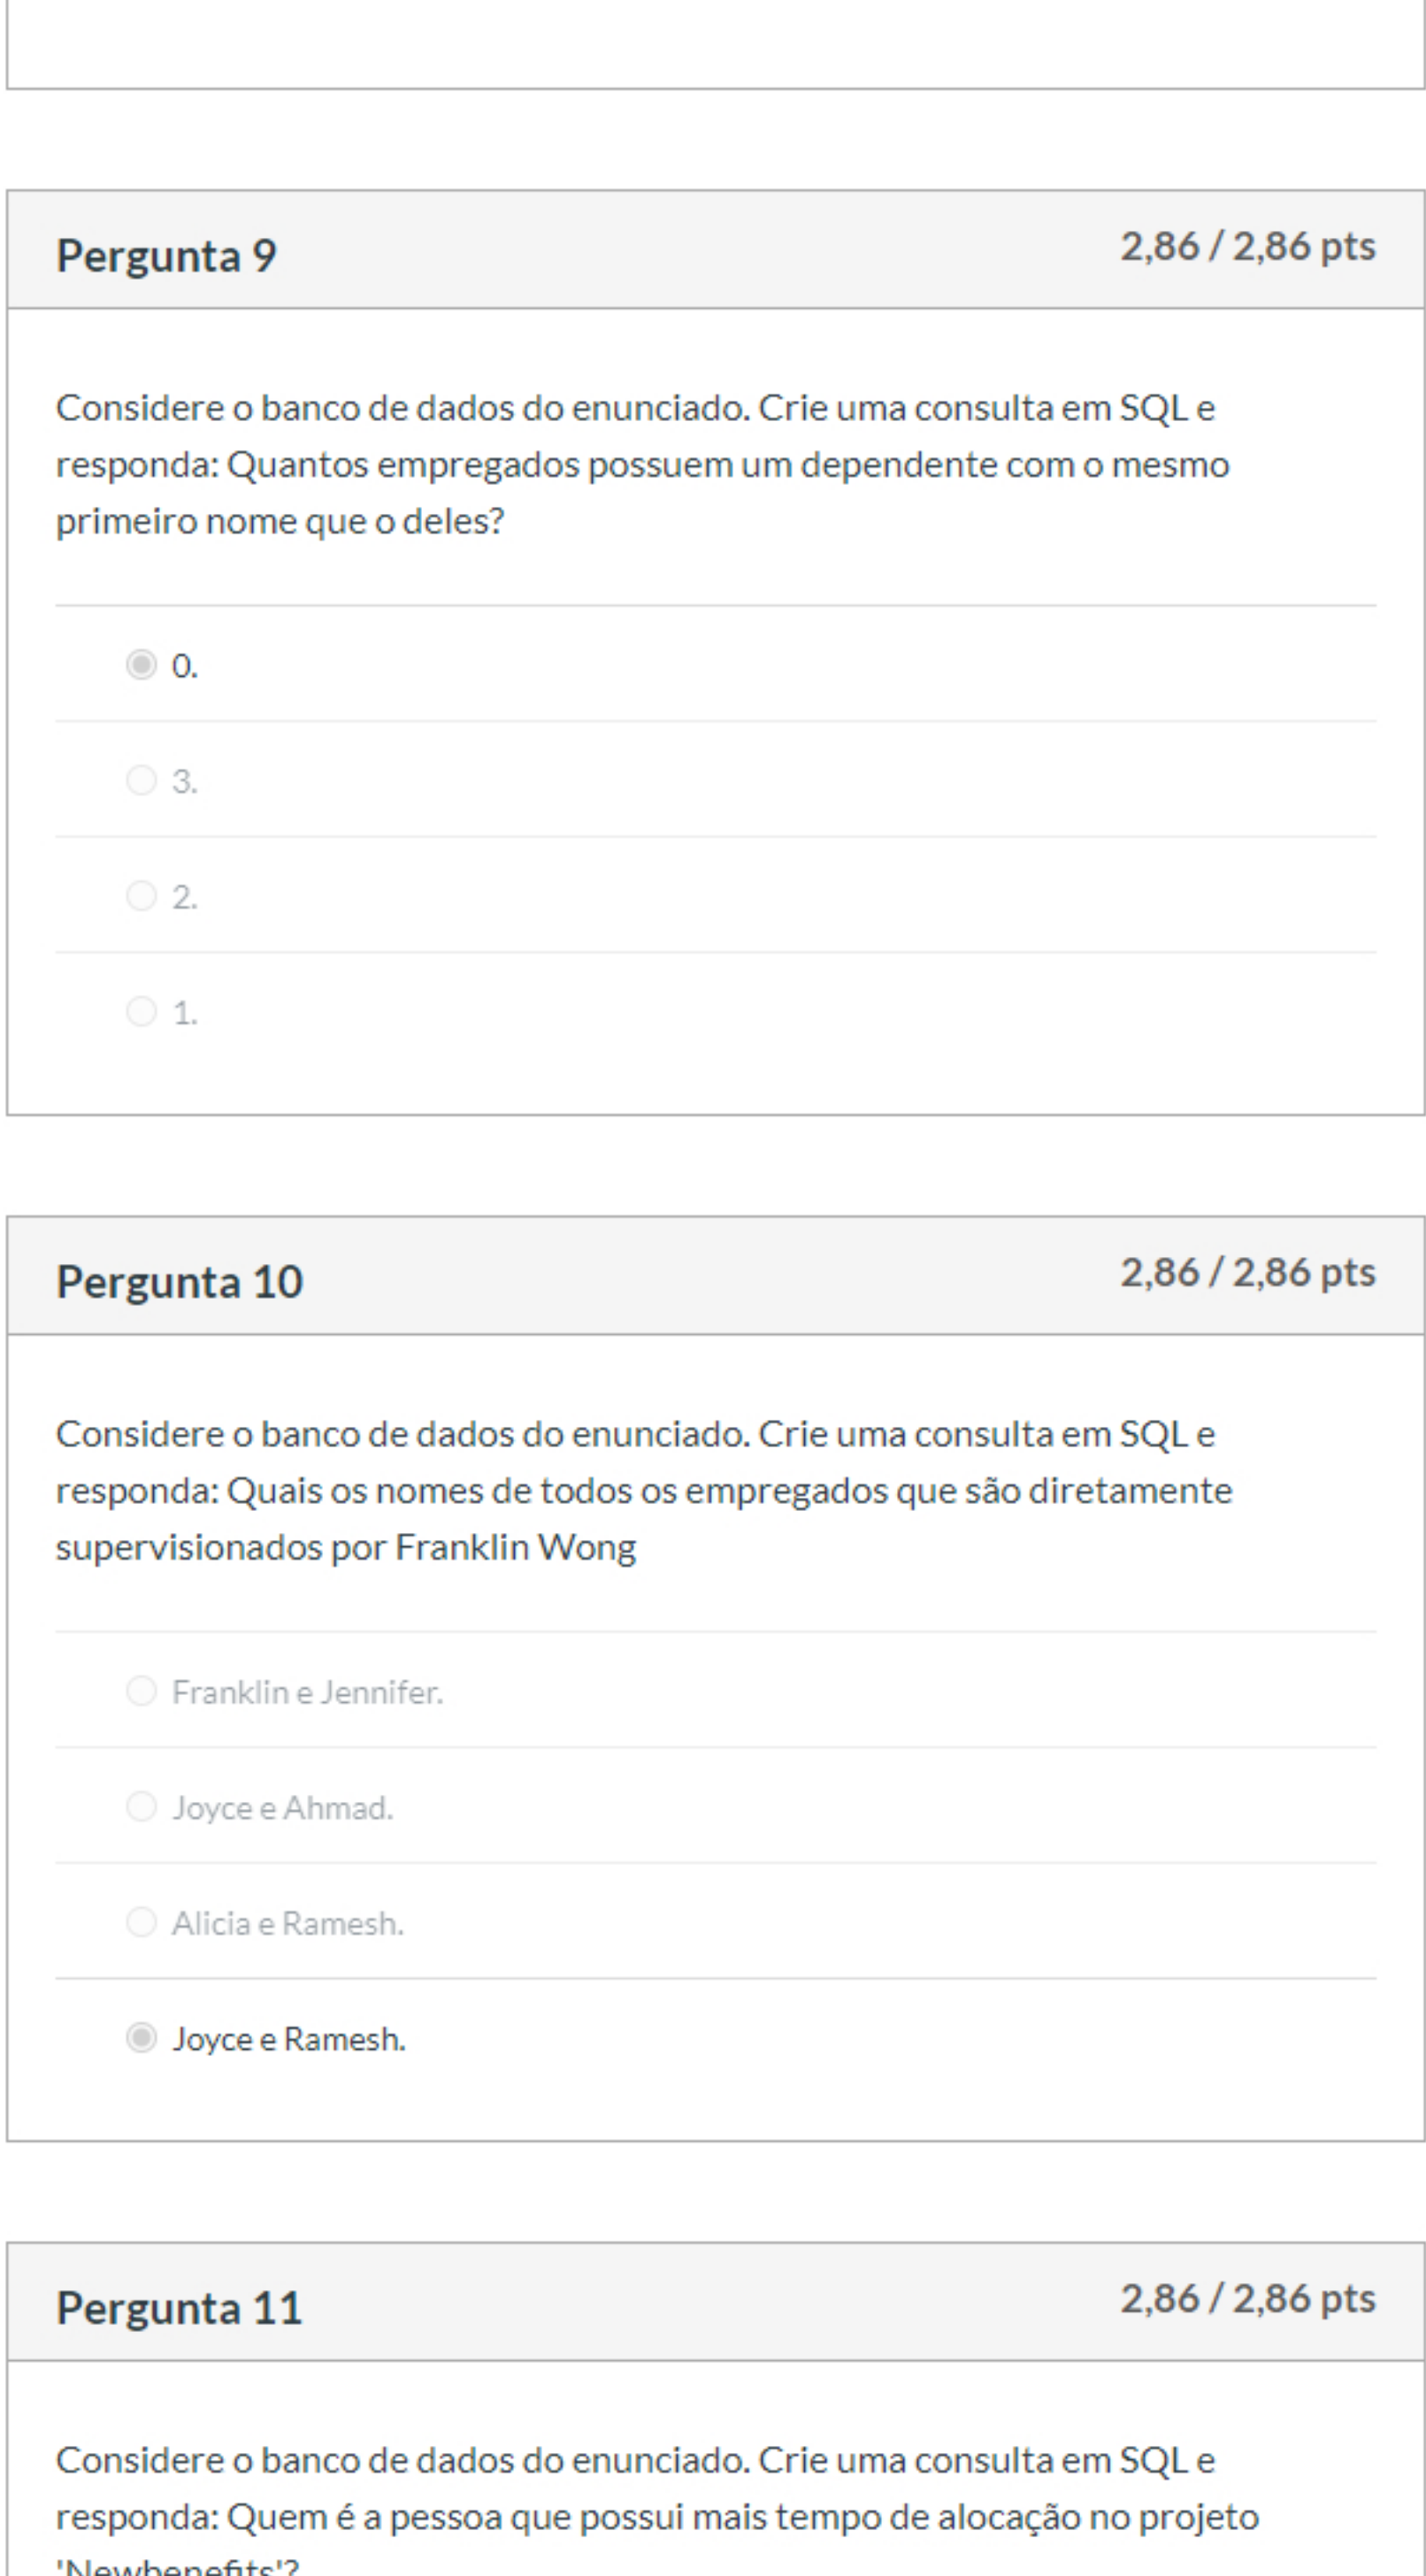 Pergunta 9
2,86 / 2,86 pts
Considere o banco de dados do enunciado. Crie uma consulta em SQL e
responda: Quantos empregados possuem um dependente com o mesmo
primeiro nome que o deles?
0.
3.
2.
1.
Pergunta 10
2,86 / 2,86 pts
Considere o banco de dados do enunciado. Crie uma consulta em SQL e
responda: Quais os nomes de todos os empregados que são diretamente
supervisionados por Franklin Wong
Franklin e Jennifer.
Joyce e Ahmad.
Alicia e Ramesh.
Joyce e Ramesh.
Pergunta 11
2,86 / 2,86 pts
Considere o banco de dados do enunciado. Crie uma consulta em SQL e
responda: Quem é a pessoa que possui mais tempo de alocação no projeto
'Newbenefits'?